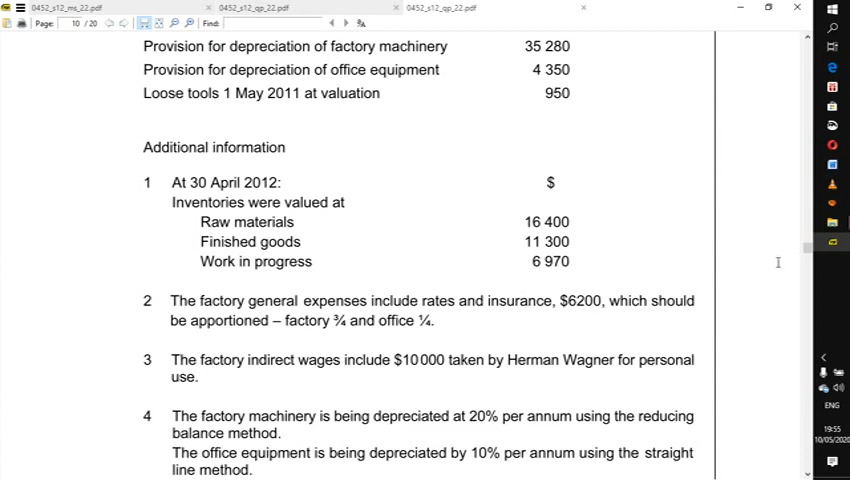 0452_s12_ms_22.pdf × 0452_s12_qp_22.pdf × 0452_s12_qp_22.pdf ×
Page: 10 / 20 Find:
Provision for depreciation of factory machinery 35 280
Provision for depreciation of office equipment 4 350
Loose tools 1 May 2011 at valuation 950
Additional information
1 At 30 April 2012: $
Inventories were valued at
Raw materials 16 400
Finished goods 11 300
Work in progress 6 970
2 The factory general expenses include rates and insurance, $6200, which should
be apportioned – factory ¾ and office ¼.
3 The factory indirect wages include $10 000 taken by Herman Wagner for personal
use.
4 The factory machinery is being depreciated at 20% per annum using the reducing
balance method.
The office equipment is being depreciated by 10% per annum using the straight
line method.
ENG
19:55
10/05/2020